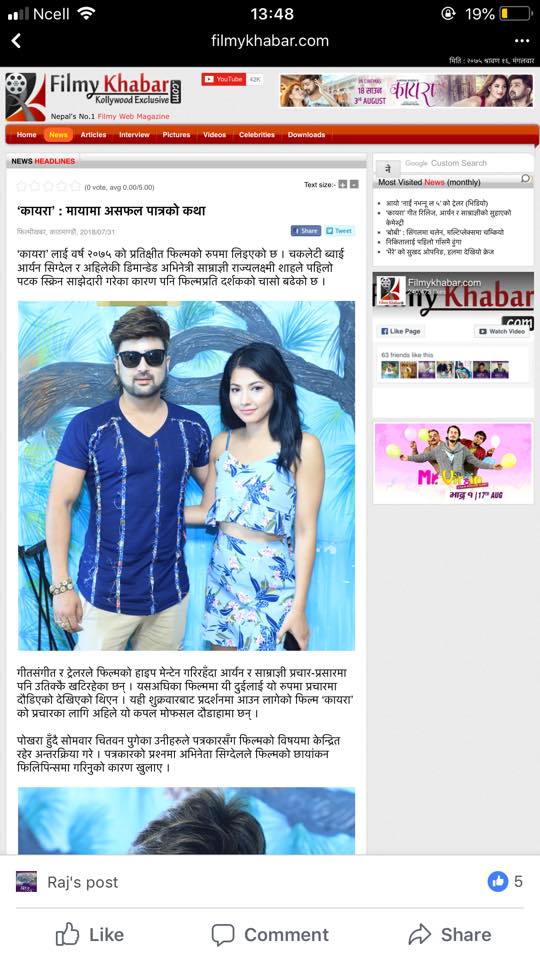 Ncell
13:48
19%
filmykhabar.com
मिति : २०७५ श्रावण १६, मंगलवार
Filmy Khabar .com
Kollywood Exclusive
Nepal's No.1 Filmy Web Magazine
YouTube 42K
IN CINEMAS
18 साउन
3RD AUGUST
कायरा
Home News Articles Interview Pictures Videos Celebrities Downloads
NEWS HEADLINES
(0 vote, avg 0.00/5.00)
Text size:- + -
'कायरा' : मायामा असफल पात्रको कथा
फिल्मीखबर, काठमाण्डौं, 2018/07/31
Share Tweet
'कायरा' लाई वर्ष २०७५ को प्रतिक्षीत फिल्मको रुपमा लिइएको छ । चकलेटी ब्वाई
आर्यन सिग्देल र अहिलेकी डिमान्डेड अभिनेत्री साम्राज्ञी राज्यलक्ष्मी शाहले पहिलो
पटक स्क्रिन साझेदारी गरेका कारण पनि फिल्मप्रति दर्शकको चासो बढेको छ ।
गीतसंगीत र ट्रेलरले फिल्मको हाइप मेन्टेन गरिरहँदा आर्यन र साम्राज्ञी प्रचार-प्रसारमा
पनि उतिक्कै खटिरहेका छन् । यसअघिका फिल्ममा यी दुईलाई यो रुपमा प्रचारमा
दौडिएको देखिएको थिएन । यही शुक्रवारबाट प्रदर्शनमा आउन लागेको फिल्म 'कायरा'
को प्रचारका लागि अहिले यो कपल मोफसल दौडाहामा छन् ।
पोखरा हुँदै सोमवार चितवन पुगेका उनीहरुले पत्रकारसँग फिल्मको विषयमा केन्द्रित
रहेर अन्तरक्रिया गरे । पत्रकारको प्रश्नमा अभिनेता सिग्देलले फिल्मको छायांकन
फिलिपिन्समा गरिनुको कारण खुलाए ।
ने
Google Custom Search
Most Visited News (monthly)
आयो 'नाई नभन्नु ल ५' को ट्रेलर (भिडियो)
'कायरा' गीत रिलिज, आर्यन र साम्राज्ञीको सुहाएको
केमेस्ट्री
'बोबी' : सिंगलमा चलेन, मल्टिप्लेक्समा चम्कियो
निकितालाई पहिलो गसिमै ढुंगा
'भैरे' को सुखद ओपनिङ, हलमा देखियो क्रेज
Filmykhabar.com
Like Page
Watch Video
63 friends like this
भाद्र १ | 17TH AUG
Raj's post
5
Like
Comment
Share